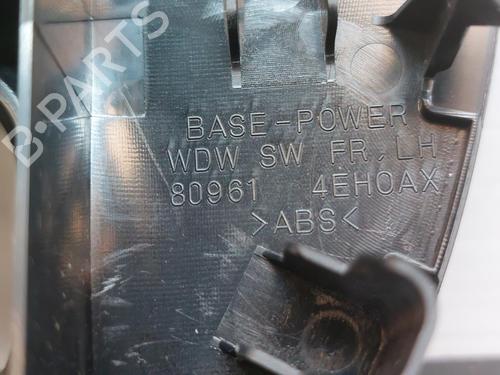 B-PARTS
BASE-POWER
WDW SW FR, LH
80961 4EH0AX
>ABS<